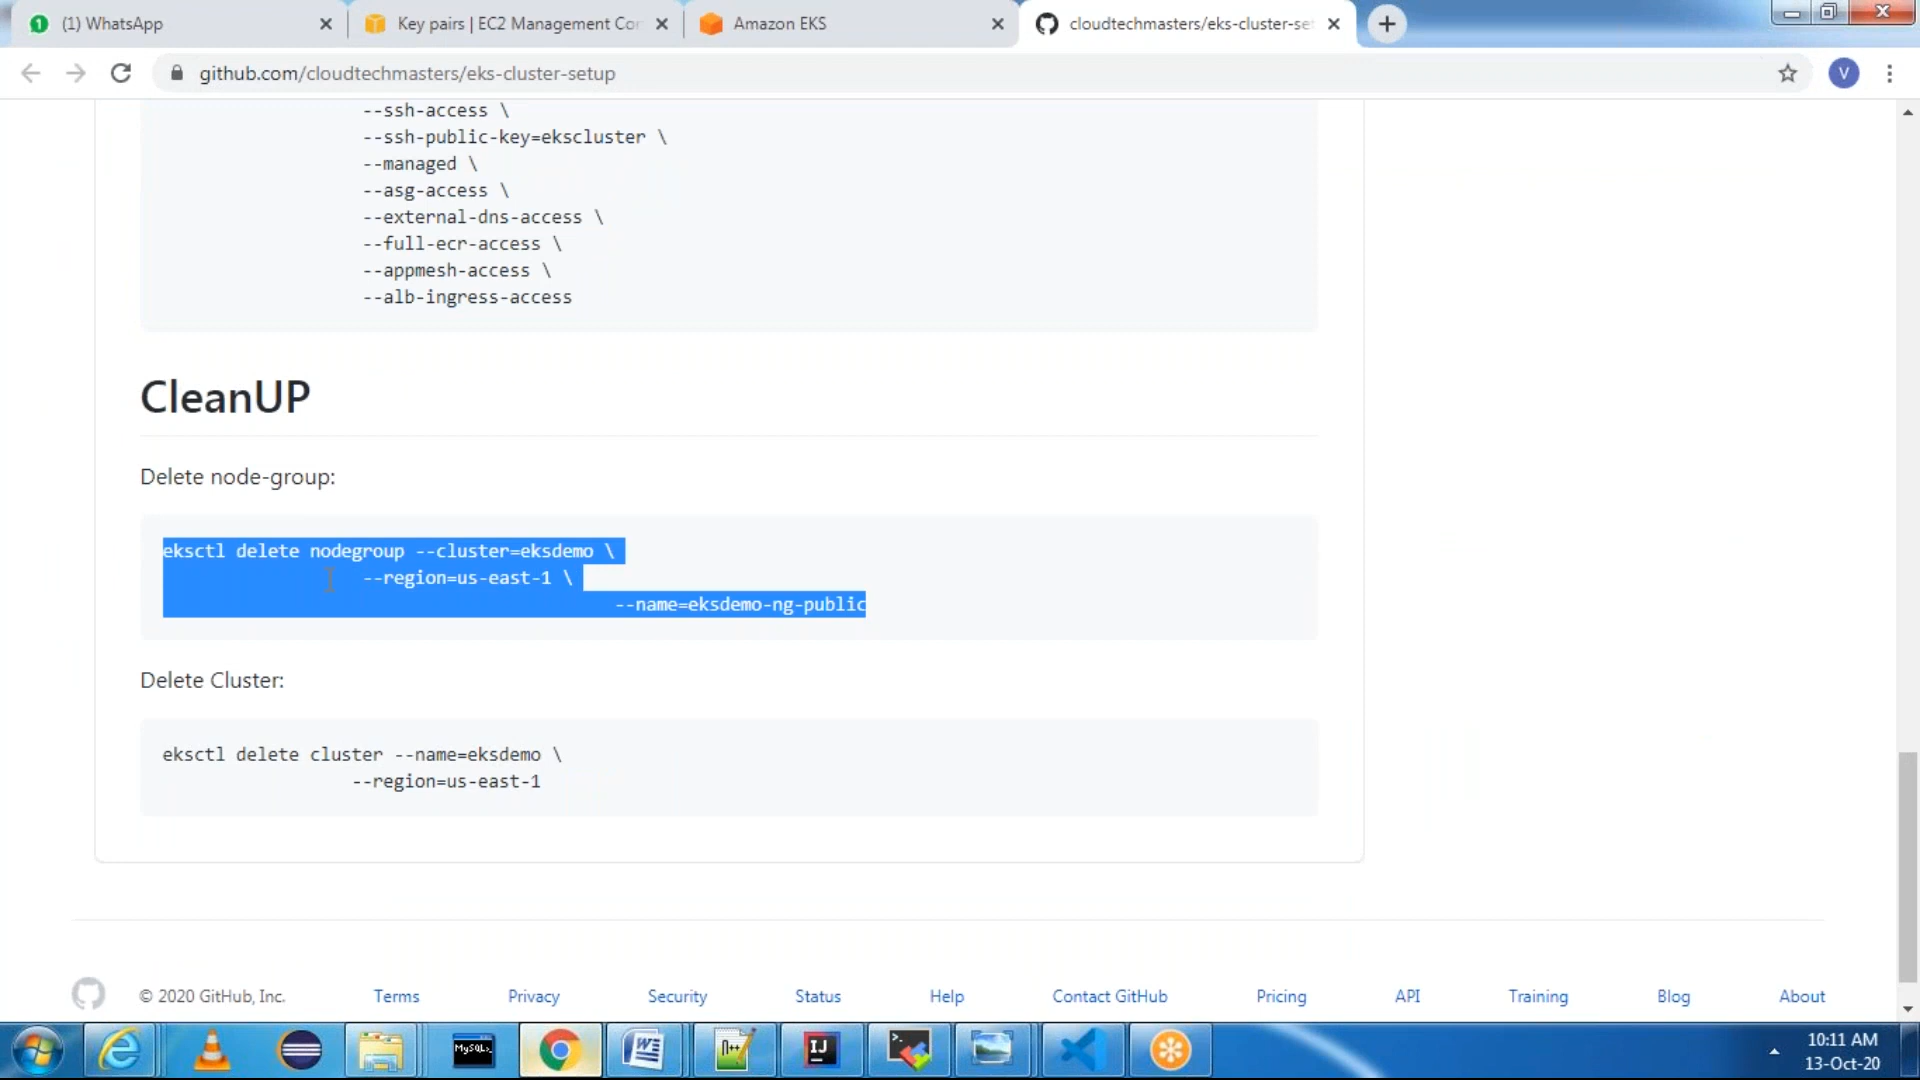 (1) WhatsApp
Key pairs | EC2 Management Con
Amazon EKS
cloudtechmasters/eks-cluster-set
github.com/cloudtechmasters/eks-cluster-setup
V
--ssh-access \
--ssh-public-key=ekscluster \
--managed \
--asg-access \
--external-dns-access \
--full-ecr-access \
--appmesh-access \
--alb-ingress-access
CleanUP
Delete node-group:
eksctl delete nodegroup --cluster=eksdemo \
--region=us-east-1 \
--name=eksdemo-ng-public
Delete Cluster:
eksctl delete cluster --name=eksdemo \
--region=us-east-1
© 2020 GitHub, Inc.
Terms
Privacy
Security
Status
Help
Contact GitHub
Pricing
API
Training
Blog
About
MySQL
IJ
10:11 AM
13-Oct-20